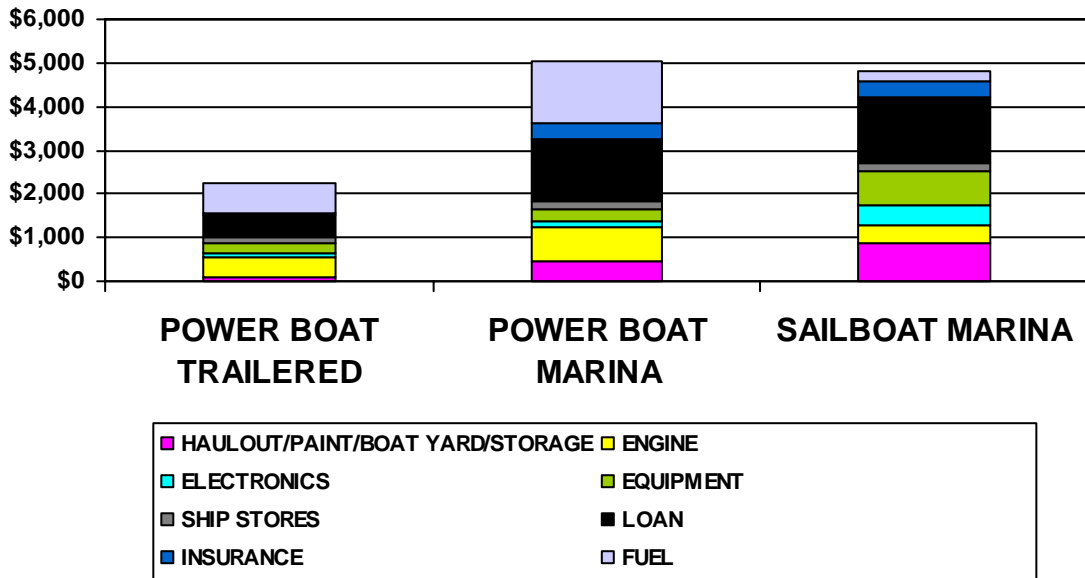 $6,000
$5,000
$4,000
$3,000
$2,000
$1,000
$0
POWER BOAT
TRAILERED
POWER BOAT
MARINA
SAILBOAT MARINA
HAULOUT/PAINT/BOAT YARD/STORAGE ENGINE
ELECTRONICS EQUIPMENT
SHIP STORES LOAN
INSURANCE FUEL